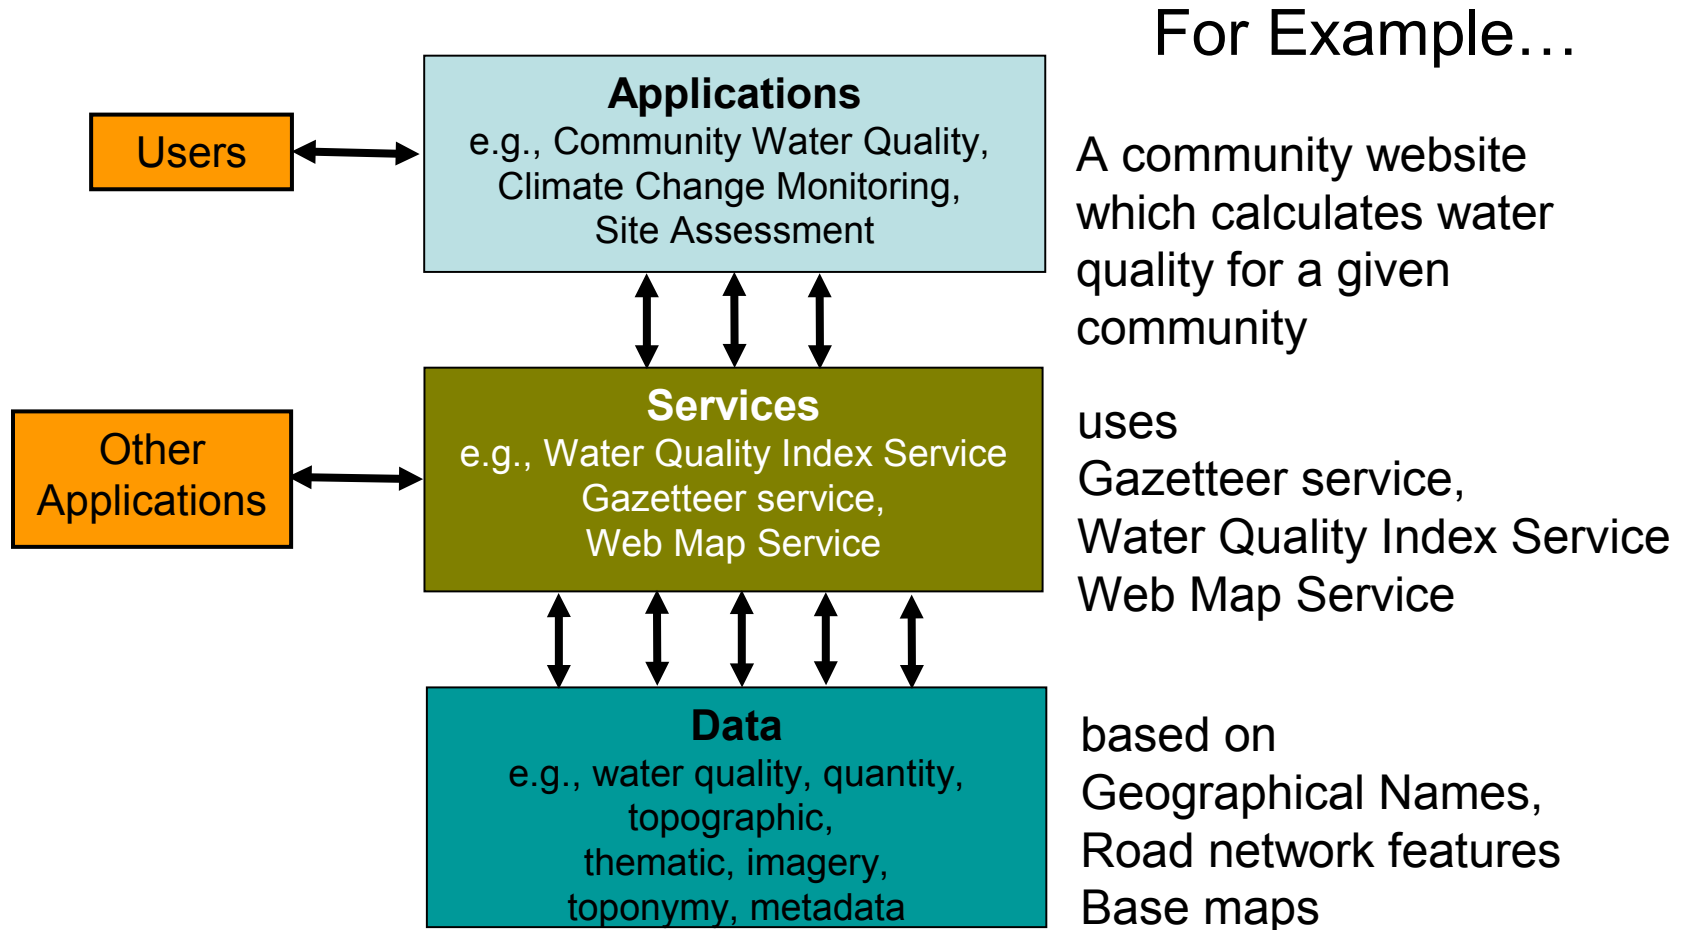 For Example…
Users
Applications
e.g., Community Water Quality,
Climate Change Monitoring,
Site Assessment
A community website
which calculates water
quality for a given
community
Other
Applications
Services
e.g., Water Quality Index Service
Gazetteer service,
Web Map Service
uses
Gazetteer service,
Water Quality Index Service
Web Map Service
Data
e.g., water quality, quantity,
topographic,
thematic, imagery,
toponymy, metadata
based on
Geographical Names,
Road network features
Base maps